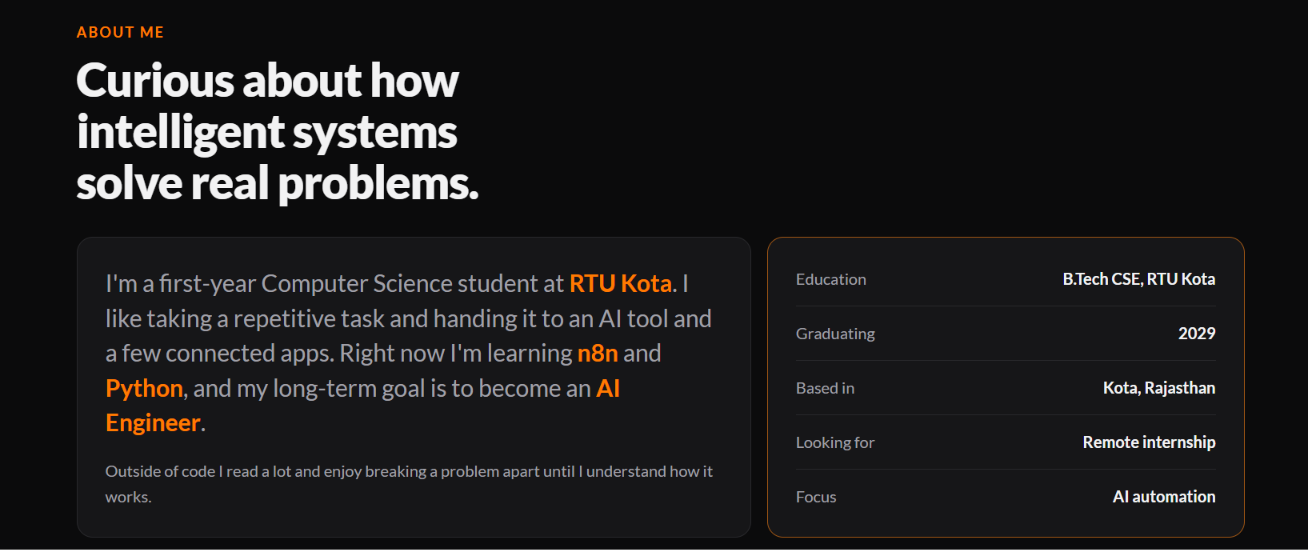 ABOUT ME
Curious about how
intelligent systems
solve real problems.
I'm a first-year Computer Science student at RTU Kota. I
like taking a repetitive task and handing it to an AI tool and
a few connected apps. Right now I'm learning n8n and
Python, and my long-term goal is to become an AI
Engineer.
Outside of code I read a lot and enjoy breaking a problem apart until I understand how it
works.
Education B.Tech CSE, RTU Kota
Graduating 2029
Based in Kota, Rajasthan
Looking for Remote internship
Focus AI automation